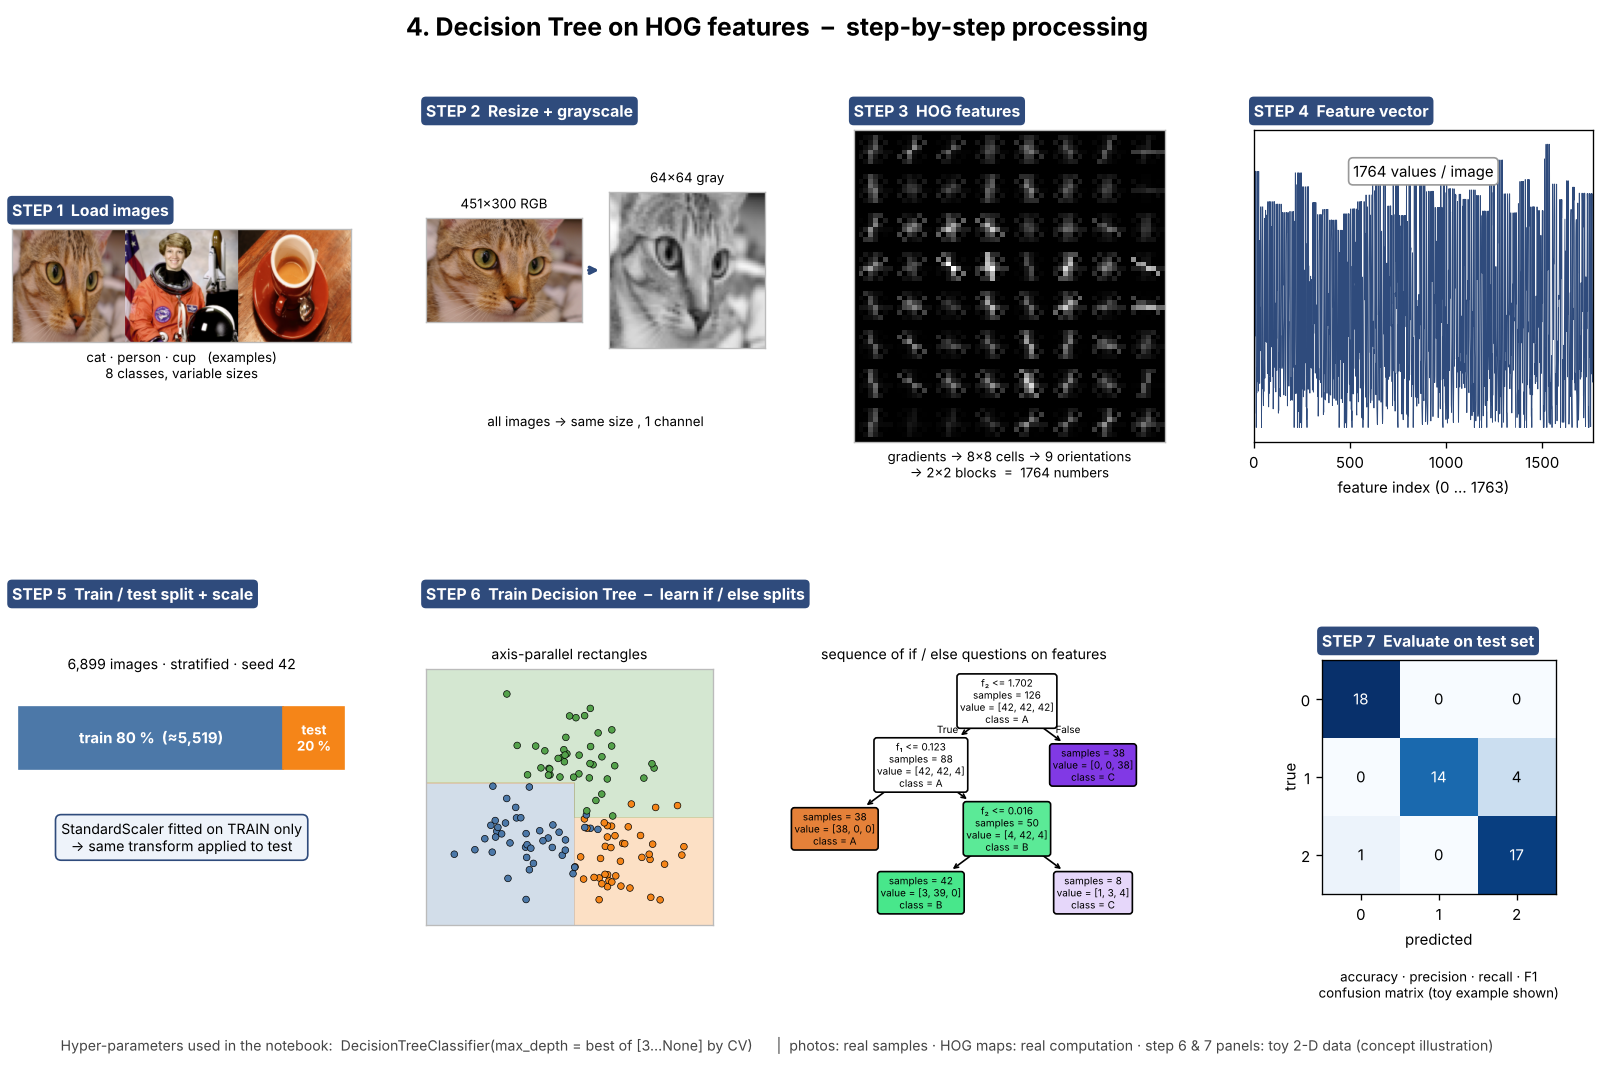 4. Decision Tree on HOG features – step-by-step processing
STEP 1 Load images
cat · person · cup (examples)
8 classes, variable sizes
STEP 2 Resize + grayscale
451×300 RGB
64×64 gray
all images → same size , 1 channel
STEP 3 HOG features
gradients → 8×8 cells → 9 orientations
→ 2×2 blocks = 1764 numbers
STEP 4 Feature vector
1764 values / image
0 500 1000 1500
feature index (0 ... 1763)
STEP 5 Train / test split + scale
6,899 images · stratified · seed 42
train 80 % (≈5,519)
test
20 %
StandardScaler fitted on TRAIN only
→ same transform applied to test
STEP 6 Train Decision Tree – learn if / else splits
axis-parallel rectangles
sequence of if / else questions on features
f₂ <= 1.702
samples = 126
value = [42, 42, 42]
class = A
True
False
f₁ <= 0.123
samples = 88
value = [42, 42, 4]
class = A
samples = 38
value = [0, 0, 38]
class = C
samples = 38
value = [38, 0, 0]
class = A
f₂ <= 0.016
samples = 50
value = [4, 42, 4]
class = B
samples = 42
value = [3, 39, 0]
class = B
samples = 8
value = [1, 3, 4]
class = C
STEP 7 Evaluate on test set
true
0 18 0 0
1 0 14 4
2 1 0 17
0 1 2
predicted
accuracy · precision · recall · F1
confusion matrix (toy example shown)
Hyper-parameters used in the notebook: DecisionTreeClassifier(max_depth = best of [3...None] by CV) | photos: real samples · HOG maps: real computation · step 6 & 7 panels: toy 2-D data (concept illustration)